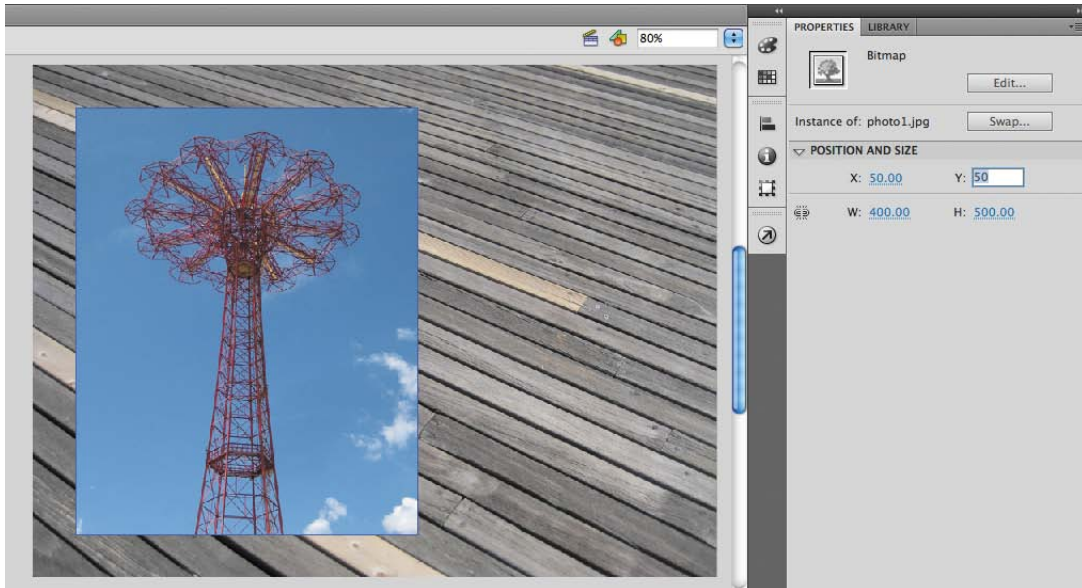 80%
PROPERTIES LIBRARY
Bitmap
Edit...
Instance of: photo1.jpg Swap...
POSITION AND SIZE
X: 50.00 Y: 50
W: 400.00 H: 500.00